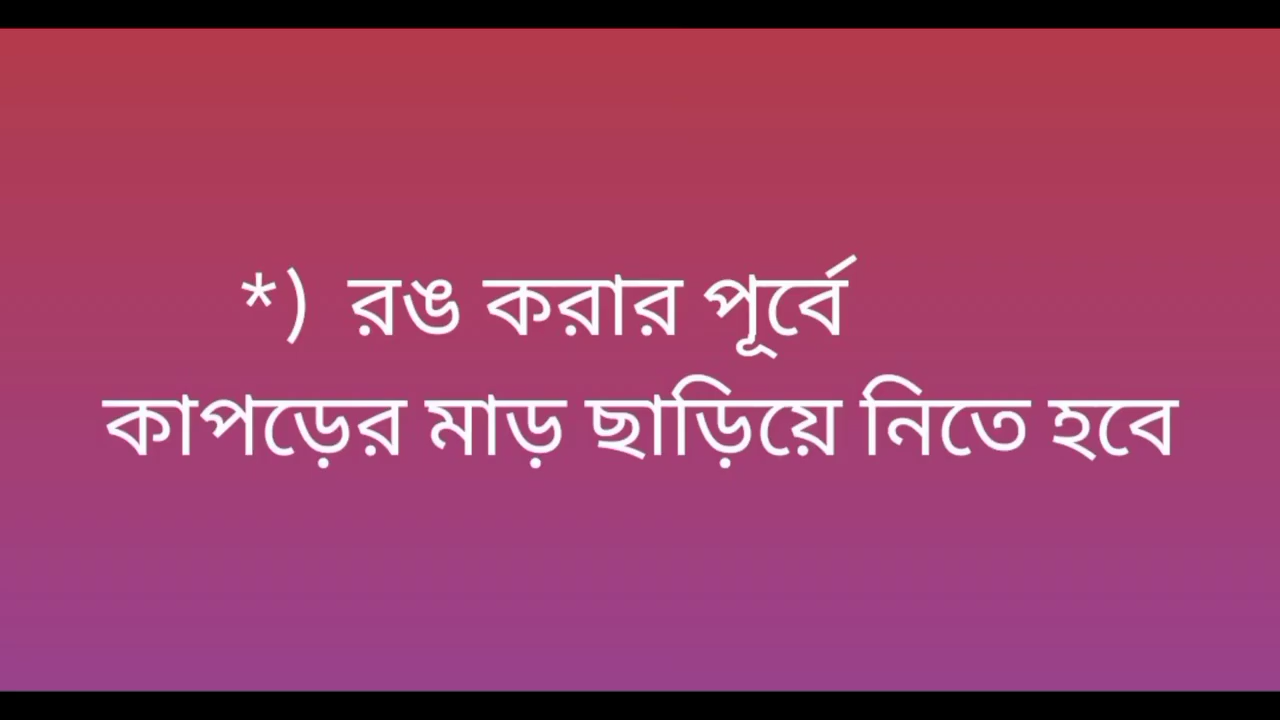 *) রঙ করার পূর্বে
কাপড়ের মাড় ছাড়িয়ে নিতে হবে